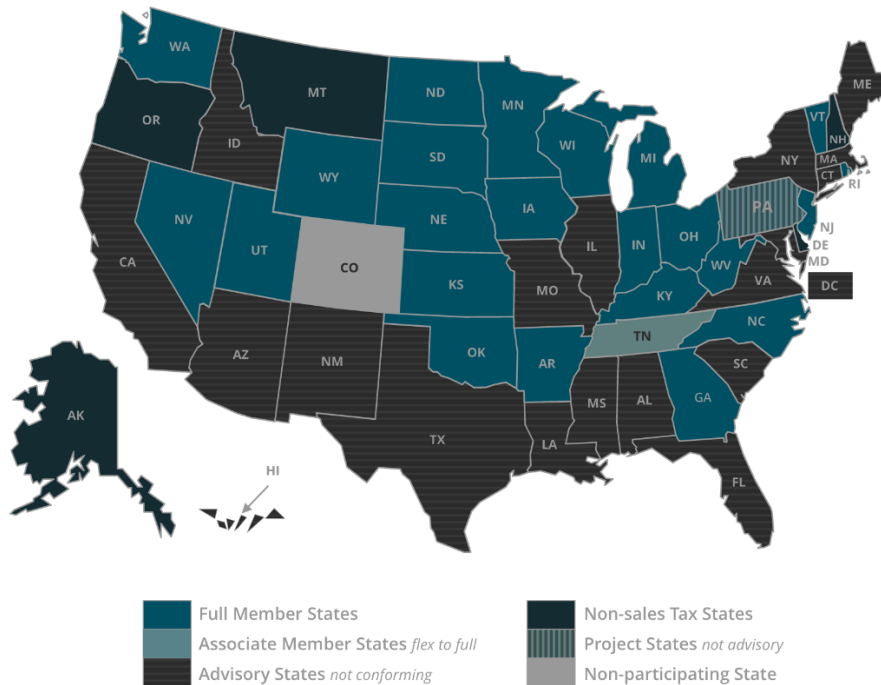 WA
ME
MT
ND
VT
MN
OR
NH
ID
WI
SD
MI
NY
MA
CT
WY
RI
PA
IA
NE
NV
NJ
OH
IN
UT
IL
DE
CA
CO
WV
MD
VA
KS
MO
DC
KY
NC
TN
OK
AZ
NM
AR
SC
GA
MS
AL
AK
TX
LA
HI
FL
Full Member States
Associate Member States flex to full
Advisory States not conforming
Non-sales Tax States
Project States not advisory
Non-participating State